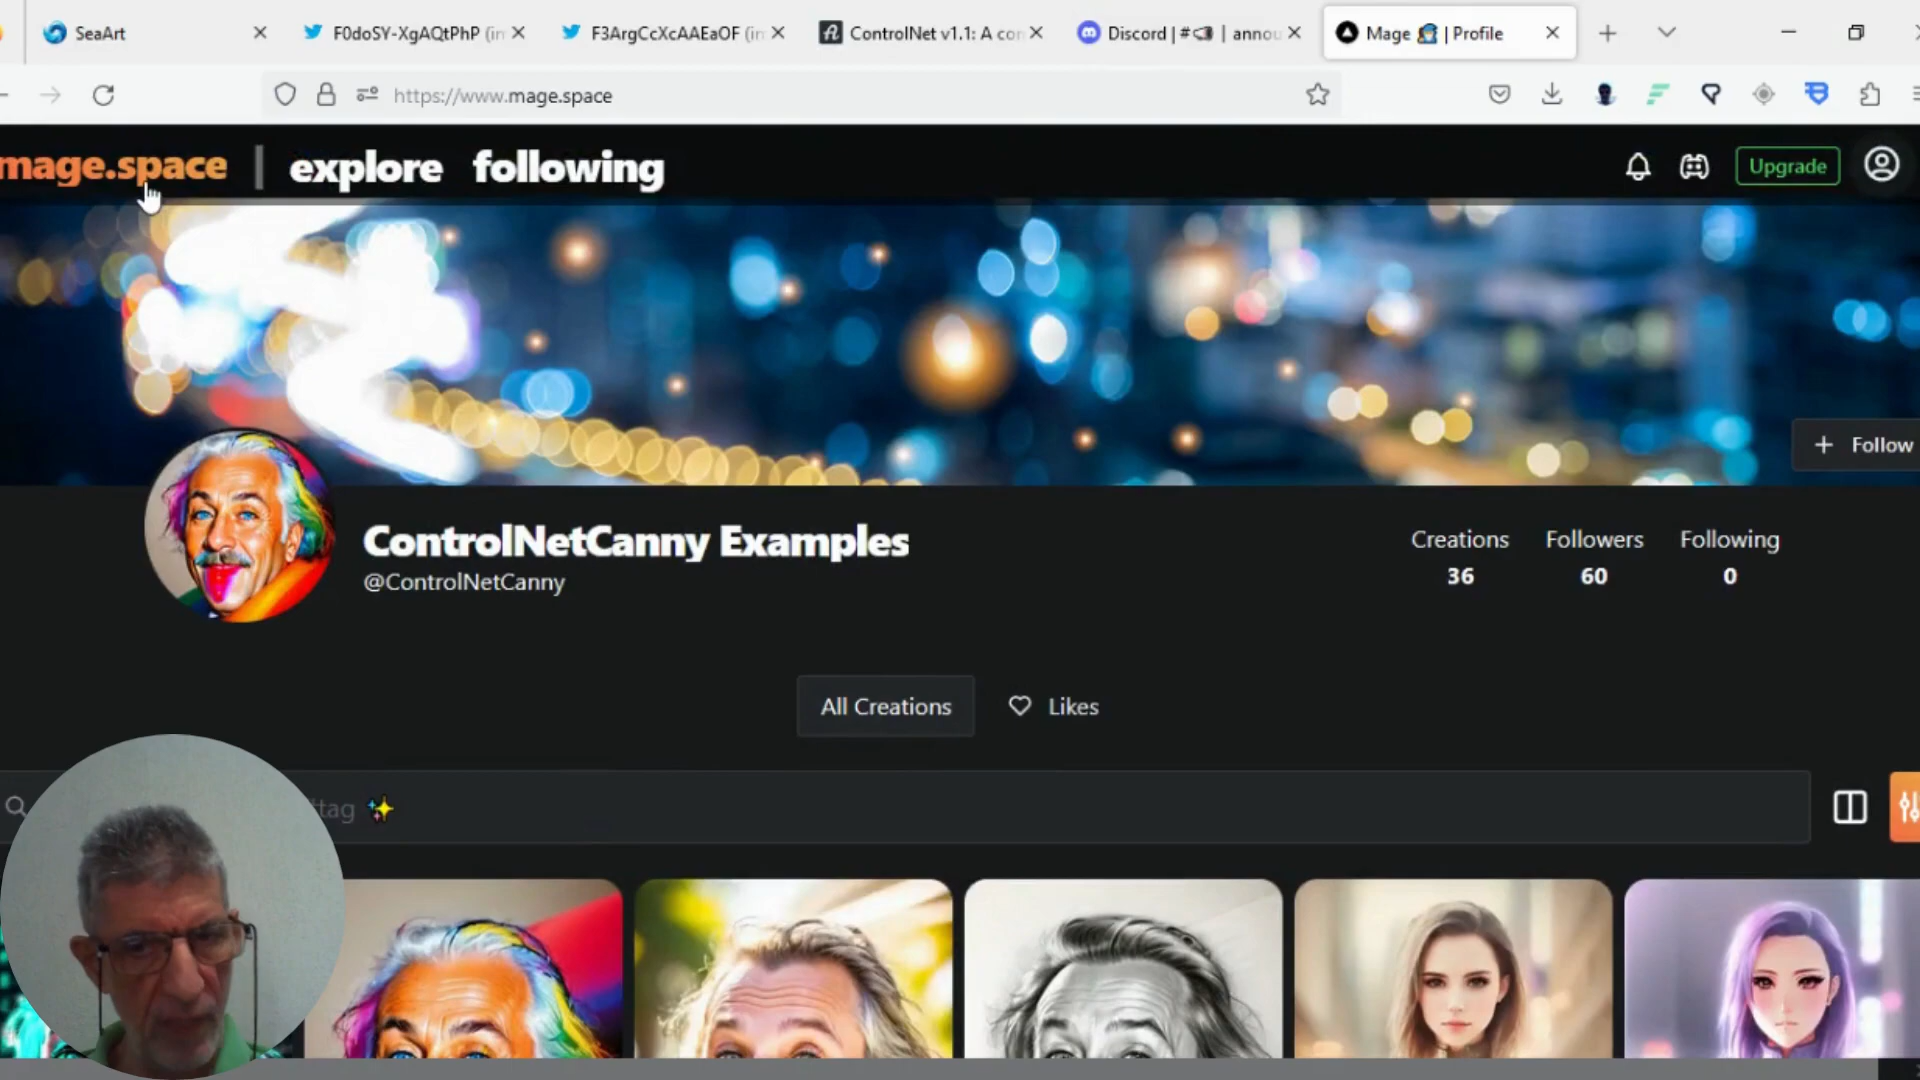 SeaArt
F0doSY-XgAQtPhP (in
F3ArgCcXcAAEaOF (in
ControlNet v1.1: A con
Discord | #📣 | annou
Mage 🧙 | Profile
https://www.mage.space
mage.space | explore following
Upgrade
+ Follow
ControlNetCanny Examples
@ControlNetCanny
Creations
36
Followers
60
Following
0
All Creations
Likes
tag ✨